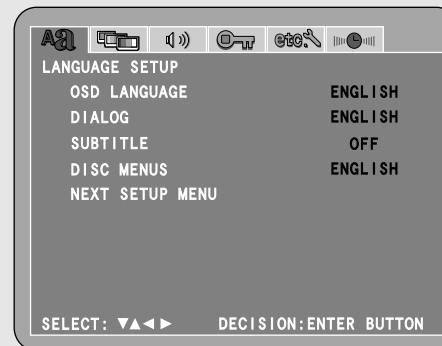 Aa etc.
LANGUAGE SETUP
OSD LANGUAGE ENGLISH
DIALOG ENGLISH
SUBTITLE OFF
DISC MENUS ENGLISH
NEXT SETUP MENU
SELECT: ▼▲◄► DECISION:ENTER BUTTON